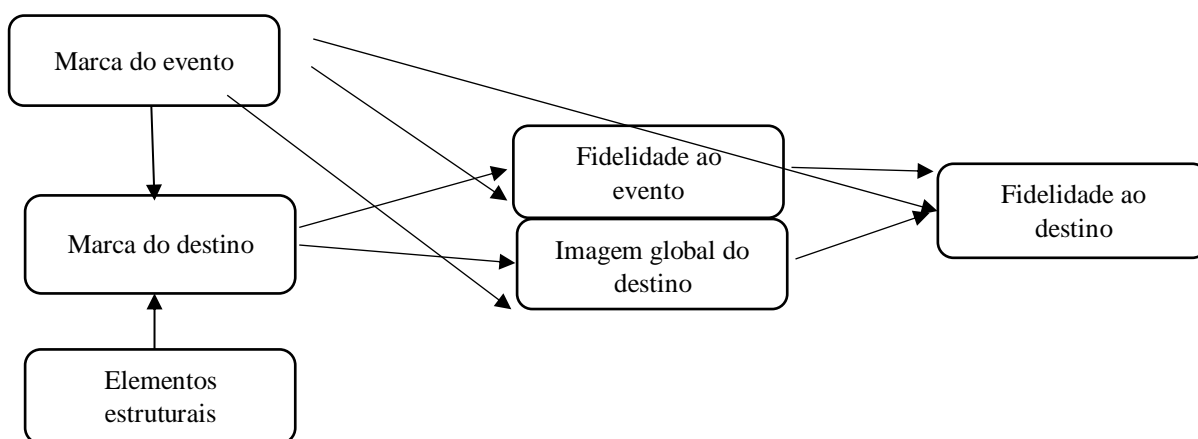 Marca do evento
Fidelidade ao
evento
Fidelidade ao
destino
Marca do destino
Imagem global do
destino
Elementos
estruturais